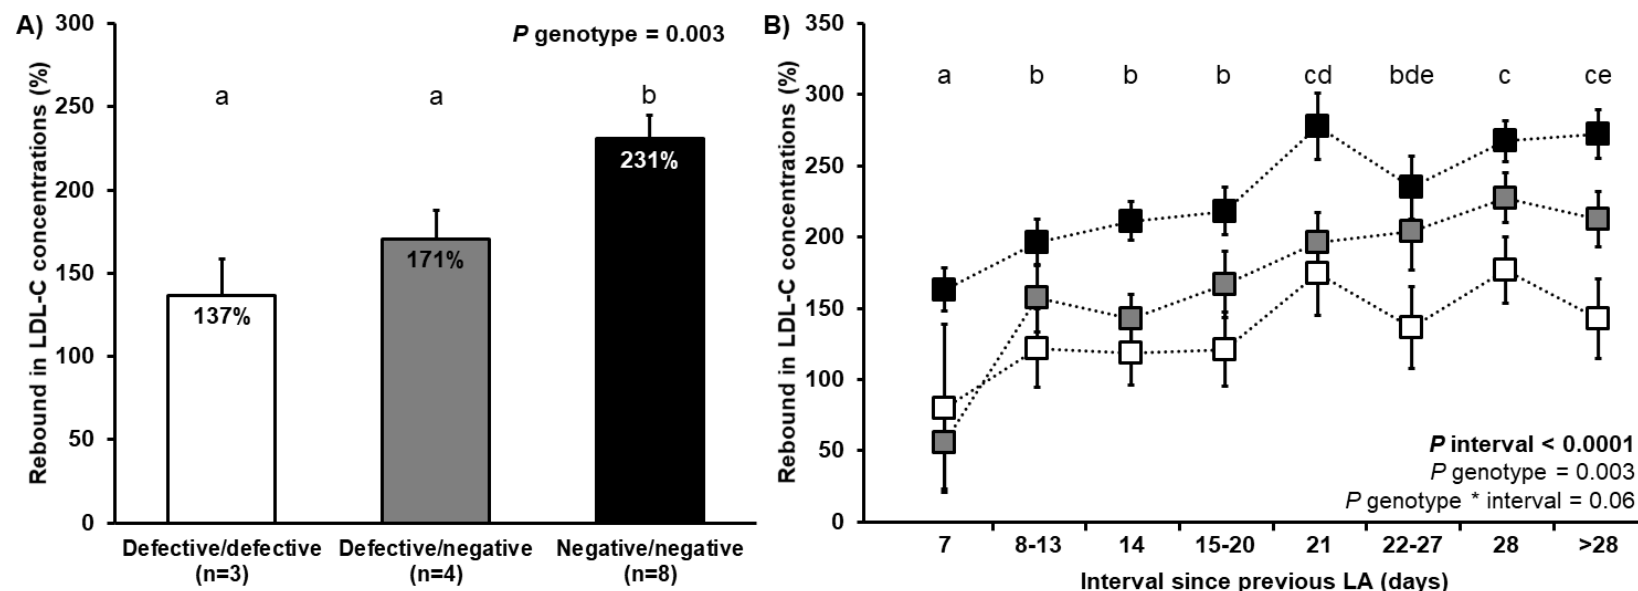 A)
Rebound in LDL-C concentrations (%)
300
250
200
150
100
50
0
P genotype = 0.003
a
a
b
137%
171%
231%
Defective/defective
(n=3)
Defective/negative
(n=4)
Negative/negative
(n=8)
B)
Rebound in LDL-C concentrations (%)
350
300
250
200
150
100
50
0
a
b
b
b
cd
bde
c
ce
P interval < 0.0001
P genotype = 0.003
P genotype * interval = 0.06
7
8-13
14
15-20
21
22-27
28
>28
Interval since previous LA (days)